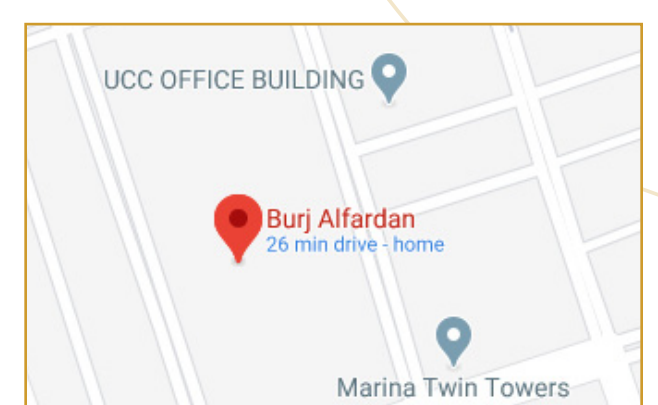 UCC OFFICE BUILDING
Burj Alfardan
26 min drive - home
Marina Twin Towers